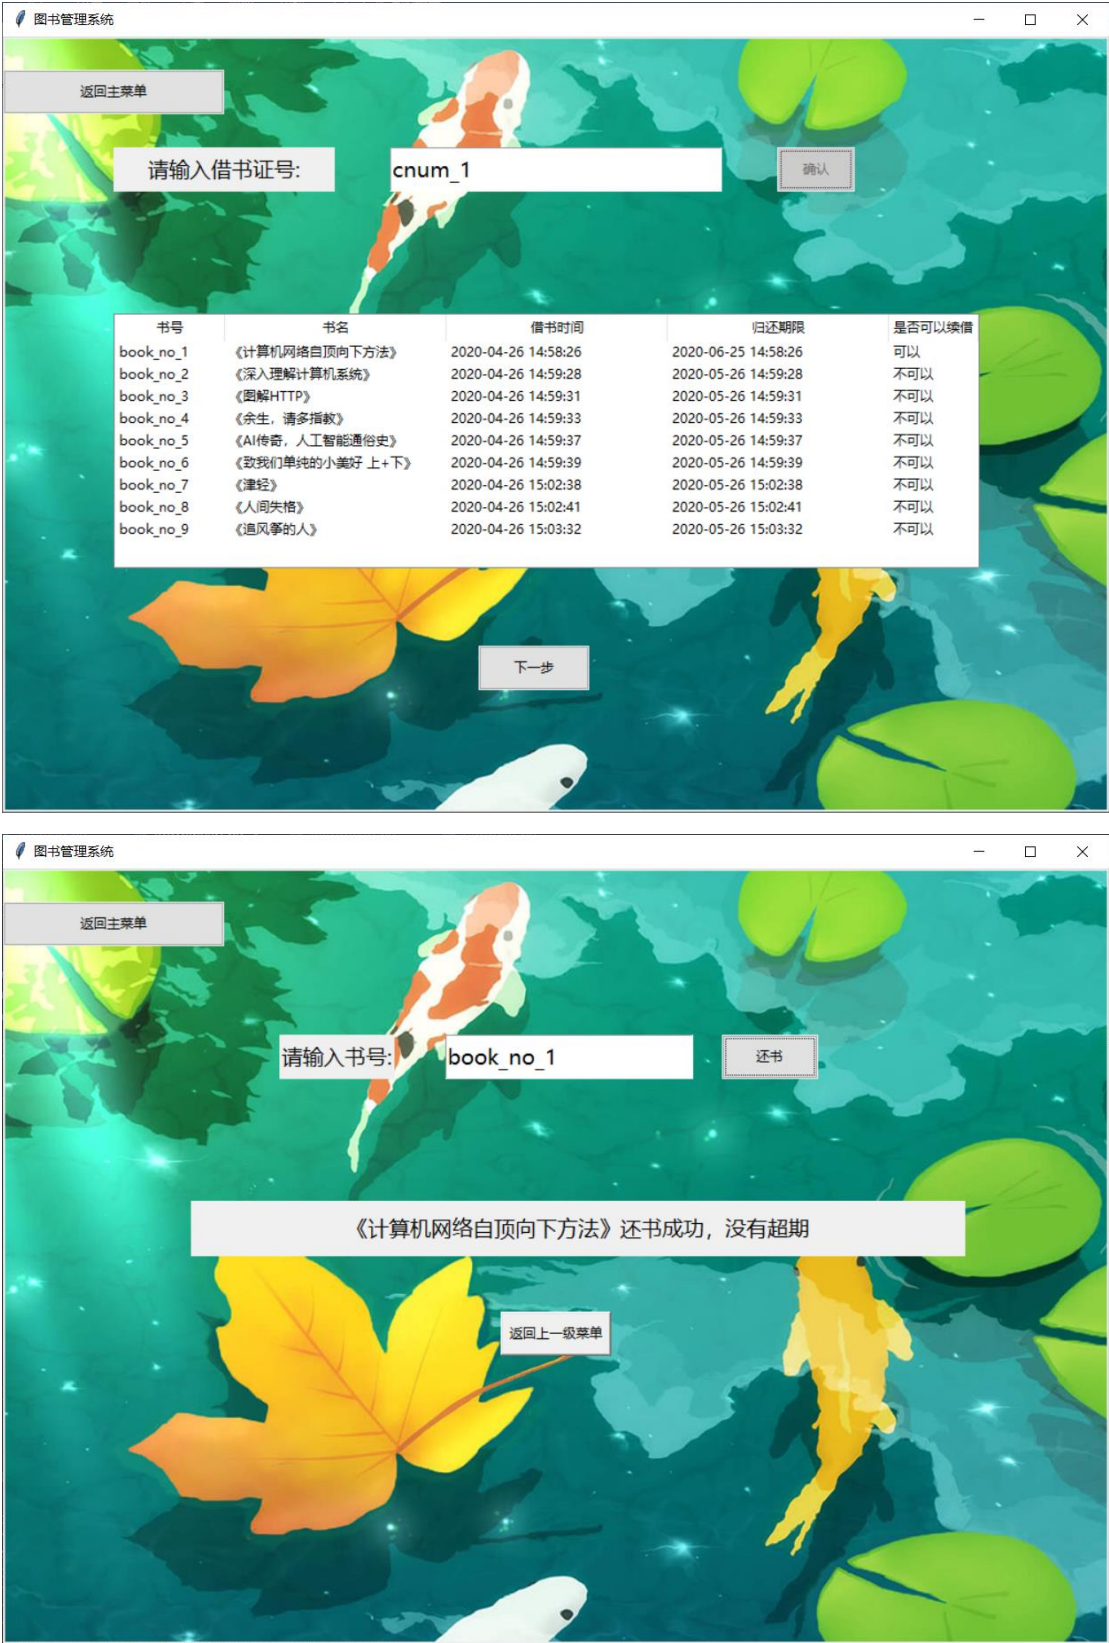 图书管理系统
返回主菜单
请输入借书证号:
cnum_1
确认
书号 书名 借书时间 归还期限 是否可以续借
book_no_1 《计算机网络自顶向下方法》 2020-04-26 14:58:26 2020-06-25 14:58:26 可以
book_no_2 《深入理解计算机系统》 2020-04-26 14:59:28 2020-05-26 14:59:28 不可以
book_no_3 《图解HTTP》 2020-04-26 14:59:31 2020-05-26 14:59:31 不可以
book_no_4 《余生，请多指教》 2020-04-26 14:59:33 2020-05-26 14:59:33 不可以
book_no_5 《AI传奇，人工智能通俗史》 2020-04-26 14:59:37 2020-05-26 14:59:37 不可以
book_no_6 《致我们单纯的小美好 上+下》 2020-04-26 14:59:39 2020-05-26 14:59:39 不可以
book_no_7 《津轻》 2020-04-26 15:02:38 2020-05-26 15:02:38 不可以
book_no_8 《人间失格》 2020-04-26 15:02:41 2020-05-26 15:02:41 不可以
book_no_9 《追风筝的人》 2020-04-26 15:03:32 2020-05-26 15:03:32 不可以
下一步
图书管理系统
返回主菜单
请输入书号:
book_no_1
还书
《计算机网络自顶向下方法》还书成功，没有超期
返回上一级菜单